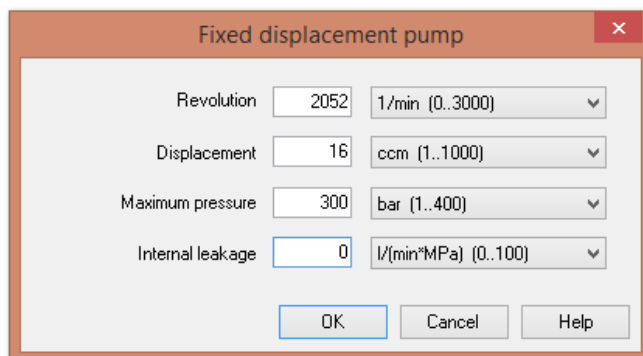 Fixed displacement pump
Revolution 2052 1/min (0..3000)
Displacement 16 ccm (1..1000)
Maximum pressure 300 bar (1..400)
Internal leakage 0 l/(min*MPa) (0..100)
OK Cancel Help